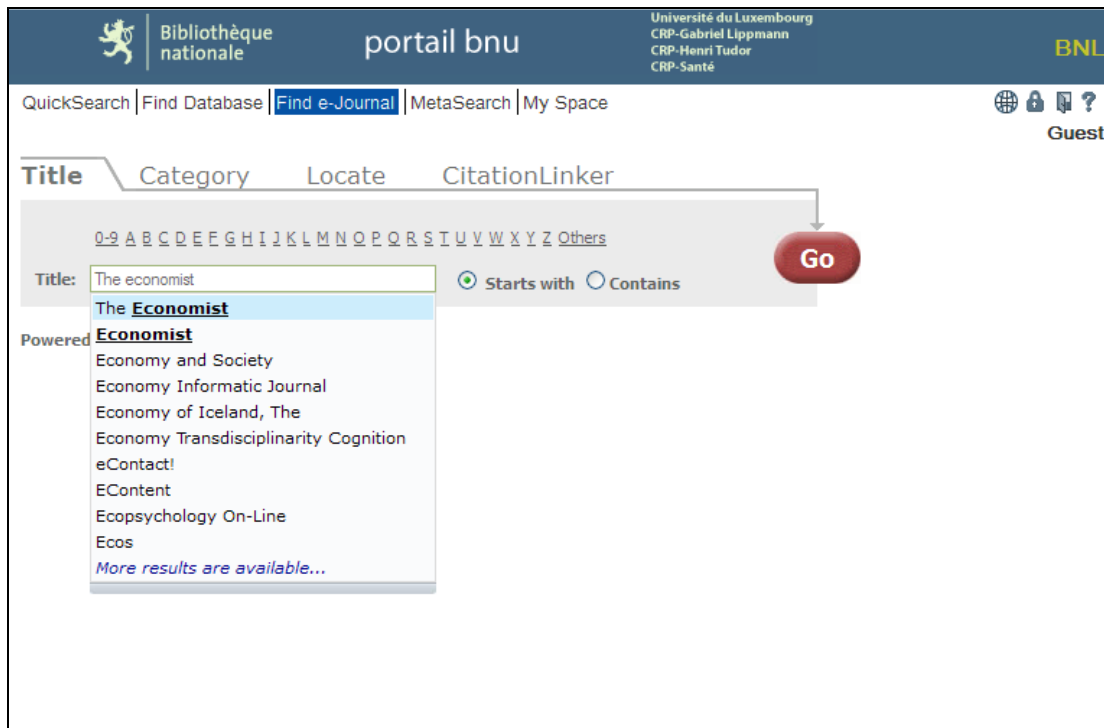 Bibliothèque
nationale
portail bnu
Université du Luxembourg
CRP-Gabriel Lippmann
CRP-Henri Tudor
CRP-Santé
BNL
QuickSearch Find Database Find e-Journal MetaSearch My Space
?
Guest
Title Category Locate CitationLinker
0-9 A B C D E F G H I J K L M N O P Q R S T U V W X Y Z Others
Go
Title: The economist Starts with Contains
The Economist
Powered
Economist
Economy and Society
Economy Informatic Journal
Economy of Iceland, The
Economy Transdisciplinarity Cognition
eContact!
EContent
Ecopsychology On-Line
Ecos
More results are available...